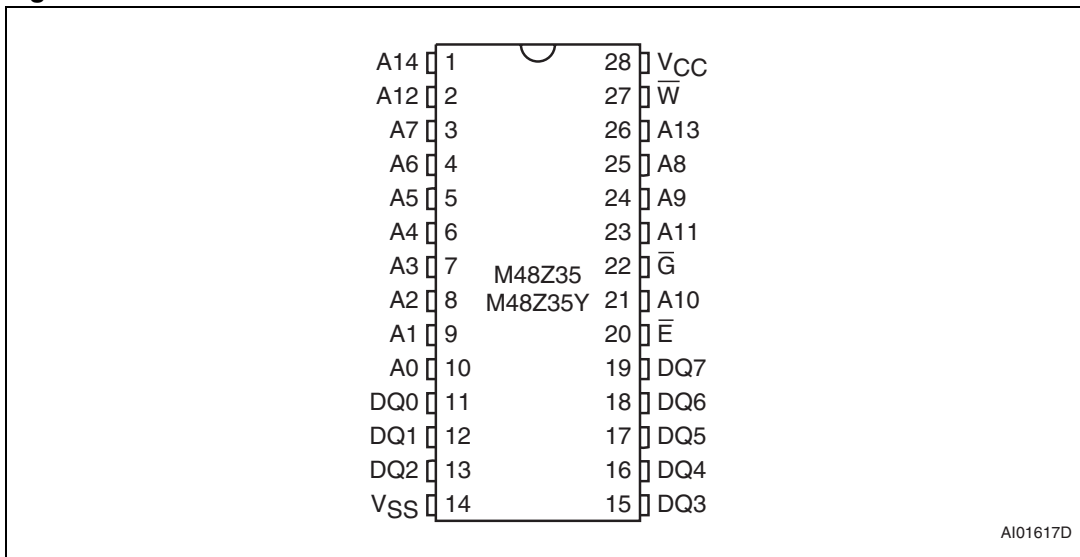 A14 1 28 VCC
A12 2 27 W̅
A7 3 26 A13
A6 4 25 A8
A5 5 24 A9
A4 6 23 A11
A3 7 M48Z35 22 G̅
A2 8 M48Z35Y 21 A10
A1 9 20 E̅
A0 10 19 DQ7
DQ0 11 18 DQ6
DQ1 12 17 DQ5
DQ2 13 16 DQ4
VSS 14 15 DQ3
AI01617D